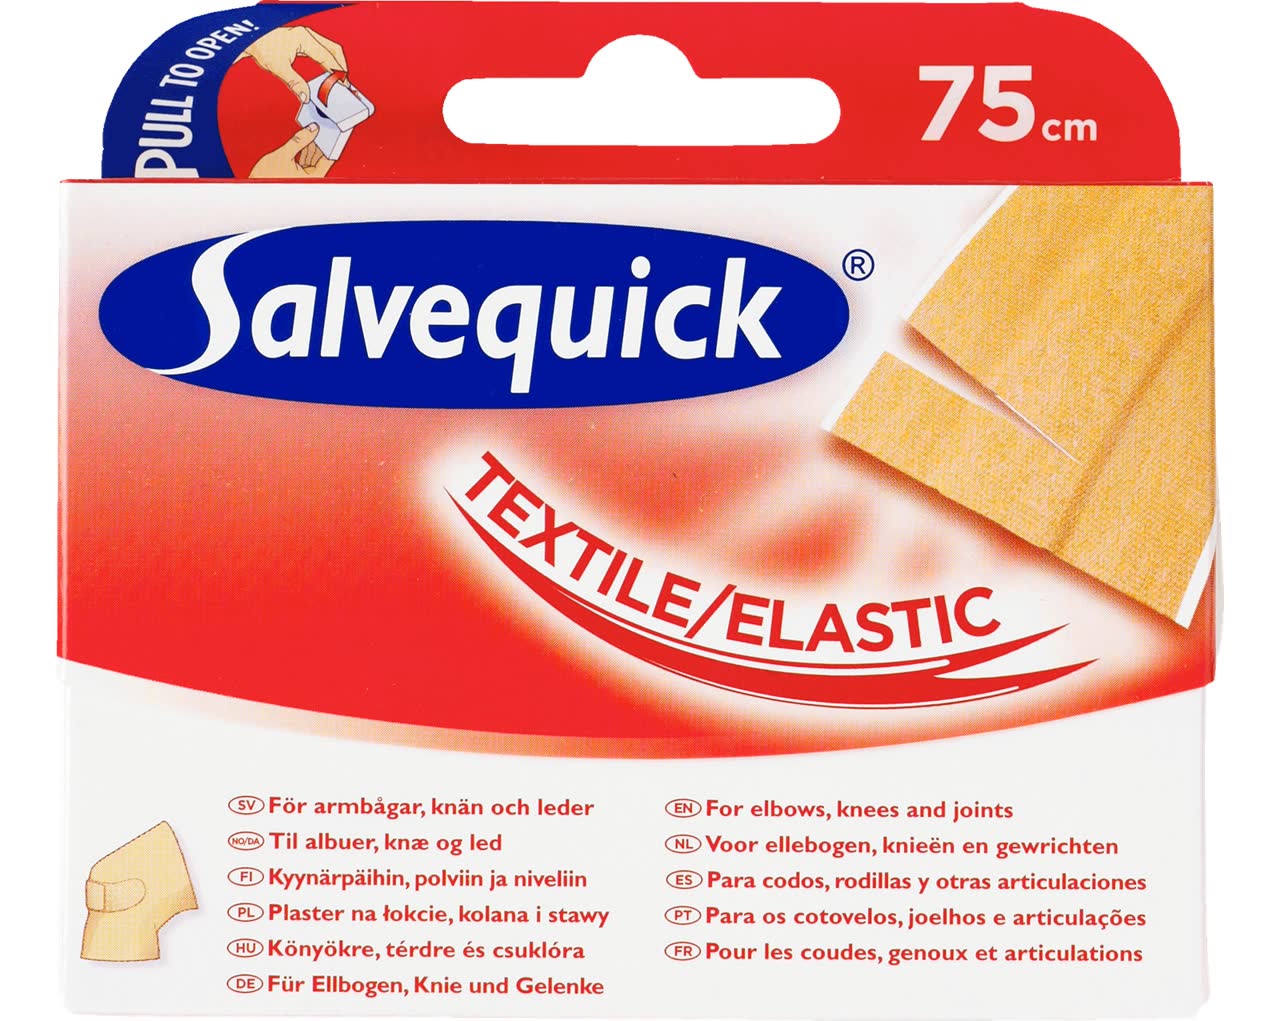 PULL TO OPEN!
75 cm
Salvequick®
TEXTILE/ELASTIC
SV För armbågar, knän och leder
NO/DA Til albuer, knæ og led
FI Kyynärpäihin, polviin ja niveliin
PL Plaster na łokcie, kolana i stawy
HU Könyökre, térdre és csuklóra
DE Für Ellbogen, Knie und Gelenke
EN For elbows, knees and joints
NL Voor ellebogen, knieën en gewrichten
ES Para codos, rodillas y otras articulaciones
PT Para os cotovelos, joelhos e articulações
FR Pour les coudes, genoux et articulations